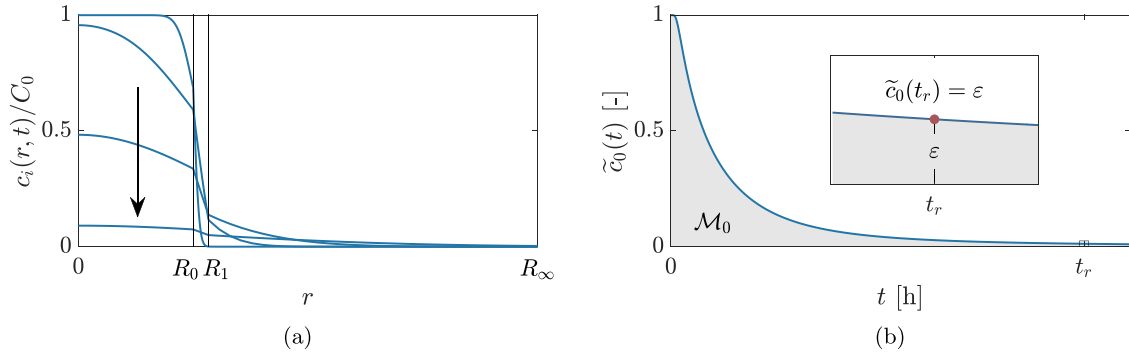 1
0.5
0
c_i(r, t)/C_0
0
R_0
R_1
R_∞
r
(a)
1
0.5
0
c̃_0(t) [-]
c̃_0(t_r) = ε
ε
t_r
ℳ_0
0
t_r
t [h]
(b)